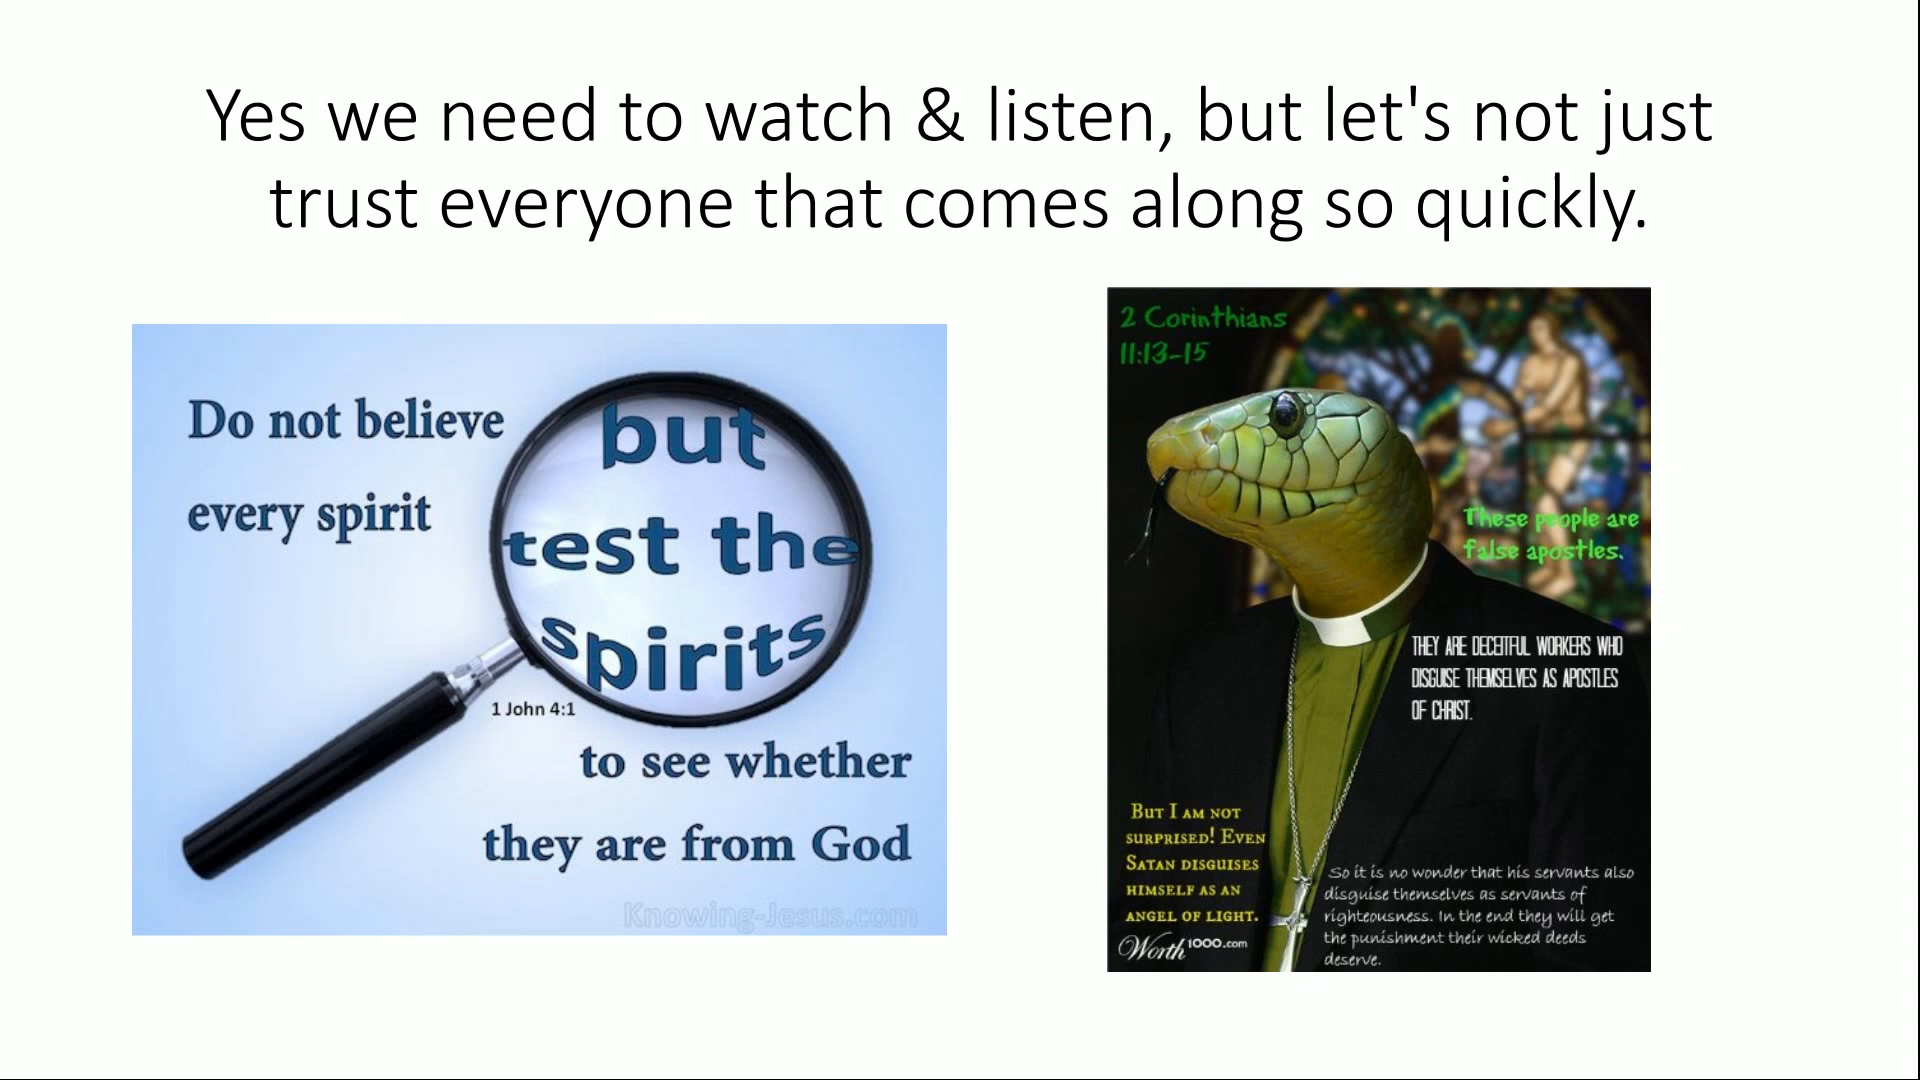 Yes we need to watch & listen, but let's not just
trust everyone that comes along so quickly.
Do not believe
every spirit
but
test the
spirits
1 John 4:1
to see whether
they are from God
Knowing-Jesus.com
2 Corinthians
11:13-15
These people are
false apostles.
THEY ARE DECEITFUL WORKERS WHO
DISGUISE THEMSELVES AS APOSTLES
OF CHRIST.
But I am not
surprised! Even
Satan disguises
himself as an
angel of light.
So it is no wonder that his servants also
disguise themselves as servants of
righteousness. In the end they will get
the punishment their wicked deeds
deserve.
Worth1000.com